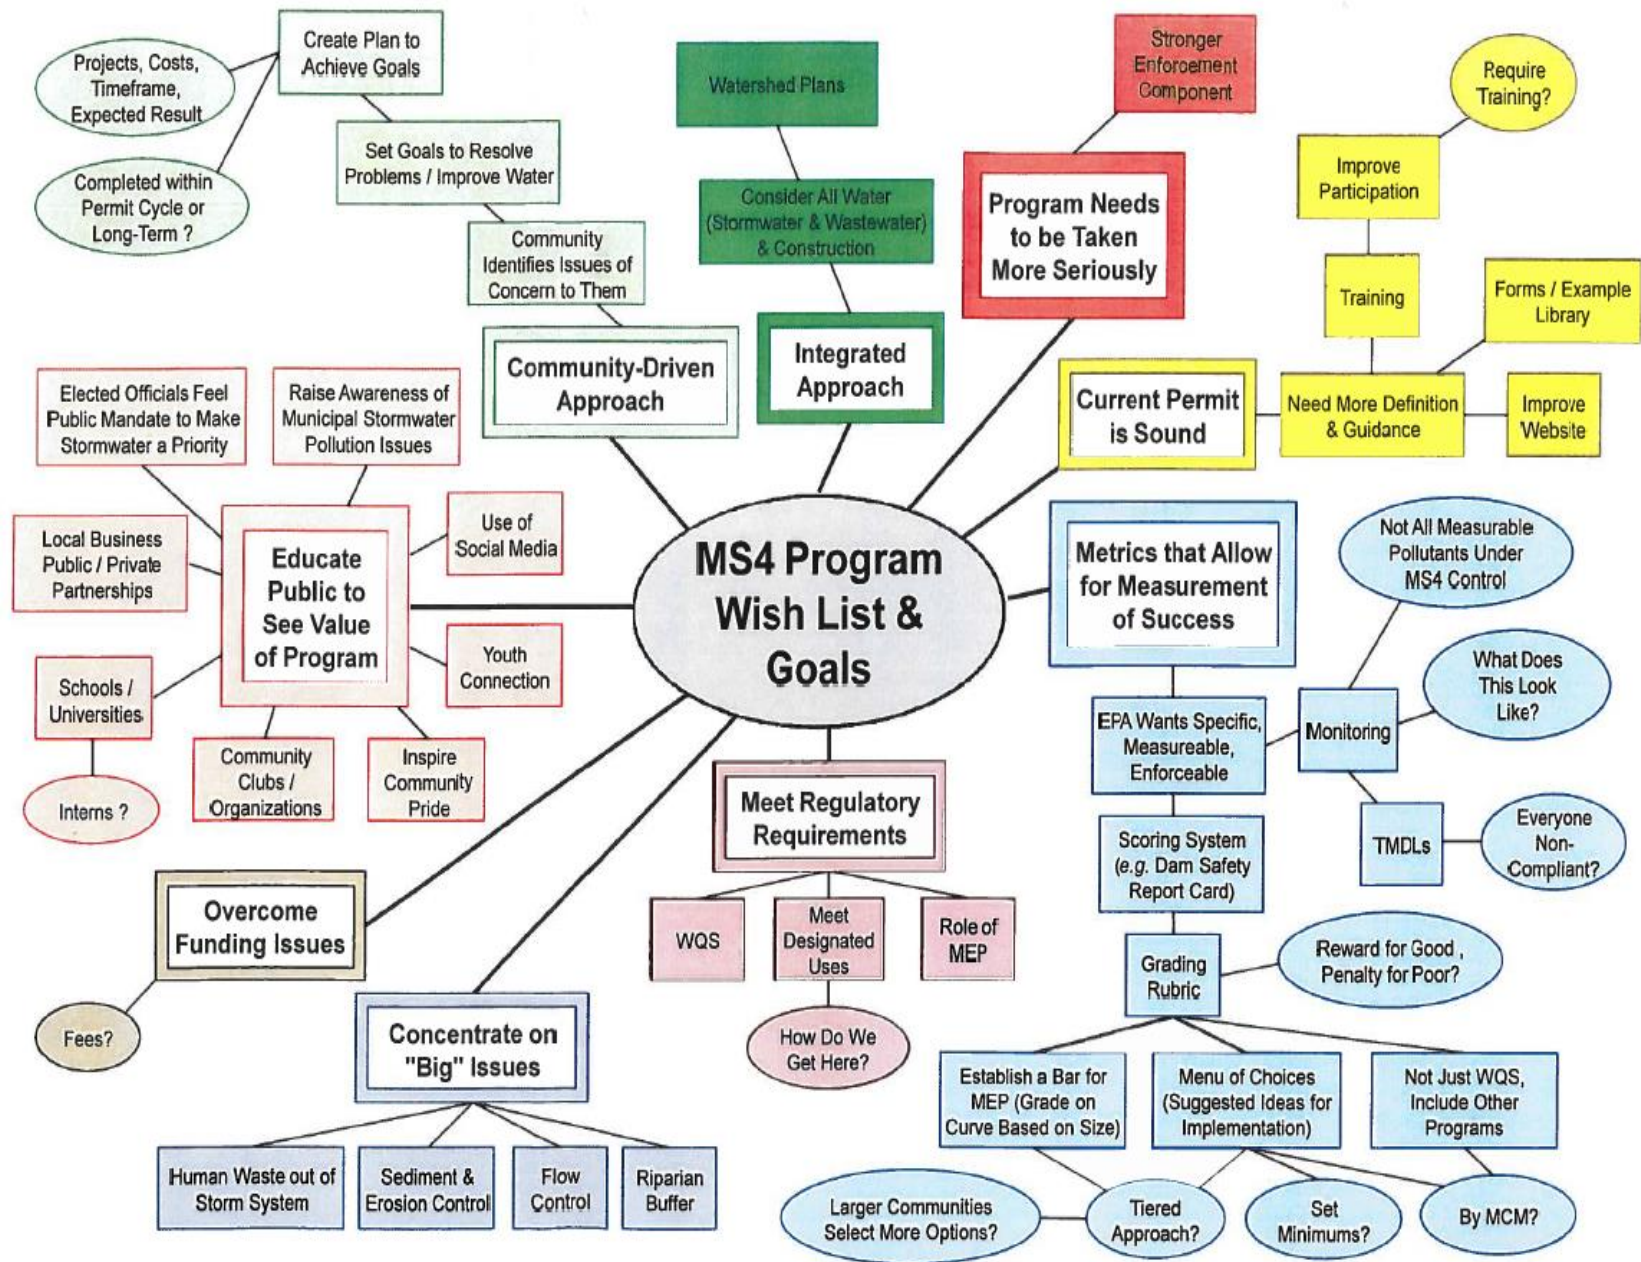 Create Plan to
Achieve Goals
Projects, Costs,
Timeframe,
Expected Result
Completed within
Permit Cycle or
Long-Term ?
Set Goals to Resolve
Problems / Improve Water
Community
Identifies Issues of
Concern to Them
Community-Driven
Approach
Watershed Plans
Consider All Water
(Stormwater & Wastewater)
& Construction
Integrated
Approach
Stronger
Enforcement
Component
Program Needs
to be Taken
More Seriously
Require
Training?
Improve
Participation
Training
Forms / Example
Library
Current Permit
is Sound
Need More Definition
& Guidance
Improve
Website
Elected Officials Feel
Public Mandate to Make
Stormwater a Priority
Raise Awareness of
Municipal Stormwater
Pollution Issues
Local Business
Public / Private
Partnerships
Educate
Public to
See Value
of Program
Use of
Social Media
Youth
Connection
Schools /
Universities
Interns ?
Community
Clubs /
Organizations
Inspire
Community
Pride
MS4 Program
Wish List &
Goals
Metrics that Allow
for Measurement
of Success
Not All Measurable
Pollutants Under
MS4 Control
What Does
This Look
Like?
EPA Wants Specific,
Measureable,
Enforceable
Monitoring
TMDLs
Everyone
Non-
Compliant?
Scoring System
(e.g. Dam Safety
Report Card)
Grading
Rubric
Reward for Good ,
Penalty for Poor?
Establish a Bar for
MEP (Grade on
Curve Based on Size)
Menu of Choices
(Suggested Ideas for
Implementation)
Not Just WQS,
Include Other
Programs
Larger Communities
Select More Options?
Tiered
Approach?
Set
Minimums?
By MCM?
Meet Regulatory
Requirements
WQS
Meet
Designated
Uses
Role of
MEP
How Do We
Get Here?
Overcome
Funding Issues
Fees?
Concentrate on
"Big" Issues
Human Waste out of
Storm System
Sediment &
Erosion Control
Flow
Control
Riparian
Buffer